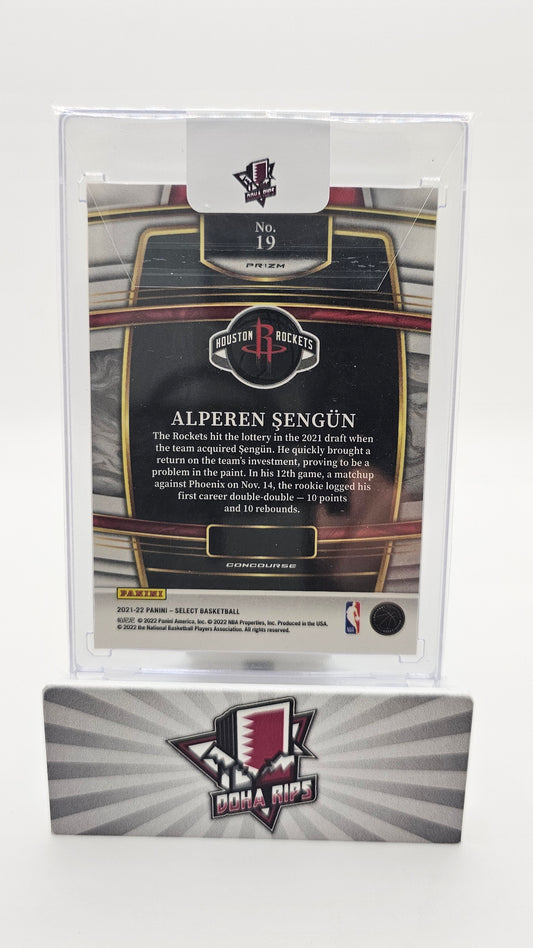 DOHA RIPS
No.
19
PRIZM
HOUSTON ROCKETS
ALPEREN ŞENGÜN
The Rockets hit the lottery in the 2021 draft when
the team acquired Şengün. He quickly brought a
return on the team's investment, proving to be a
problem in the paint. In his 12th game, a matchup
against Phoenix on Nov. 14, the rookie logged his
first career double-double — 10 points
and 10 rebounds.
CONCOURSE
PANINI
2021-22 PANINI – SELECT BASKETBALL
© 2022 Panini America, Inc. © 2022 NBA Properties, Inc. Produced in the USA.
© 2022 the National Basketball Players Association. All rights reserved.
NBA
DOHA RIPS